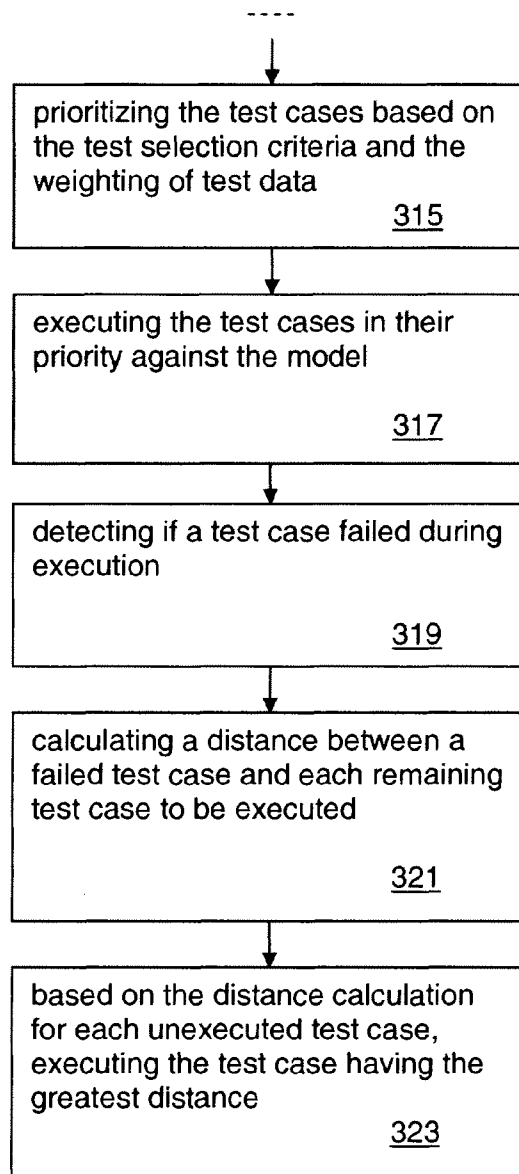 ----
prioritizing the test cases based on
the test selection criteria and the
weighting of test data
315
executing the test cases in their
priority against the model
317
detecting if a test case failed during
execution
319
calculating a distance between a
failed test case and each remaining
test case to be executed
321
based on the distance calculation
for each unexecuted test case,
executing the test case having the
greatest distance
323